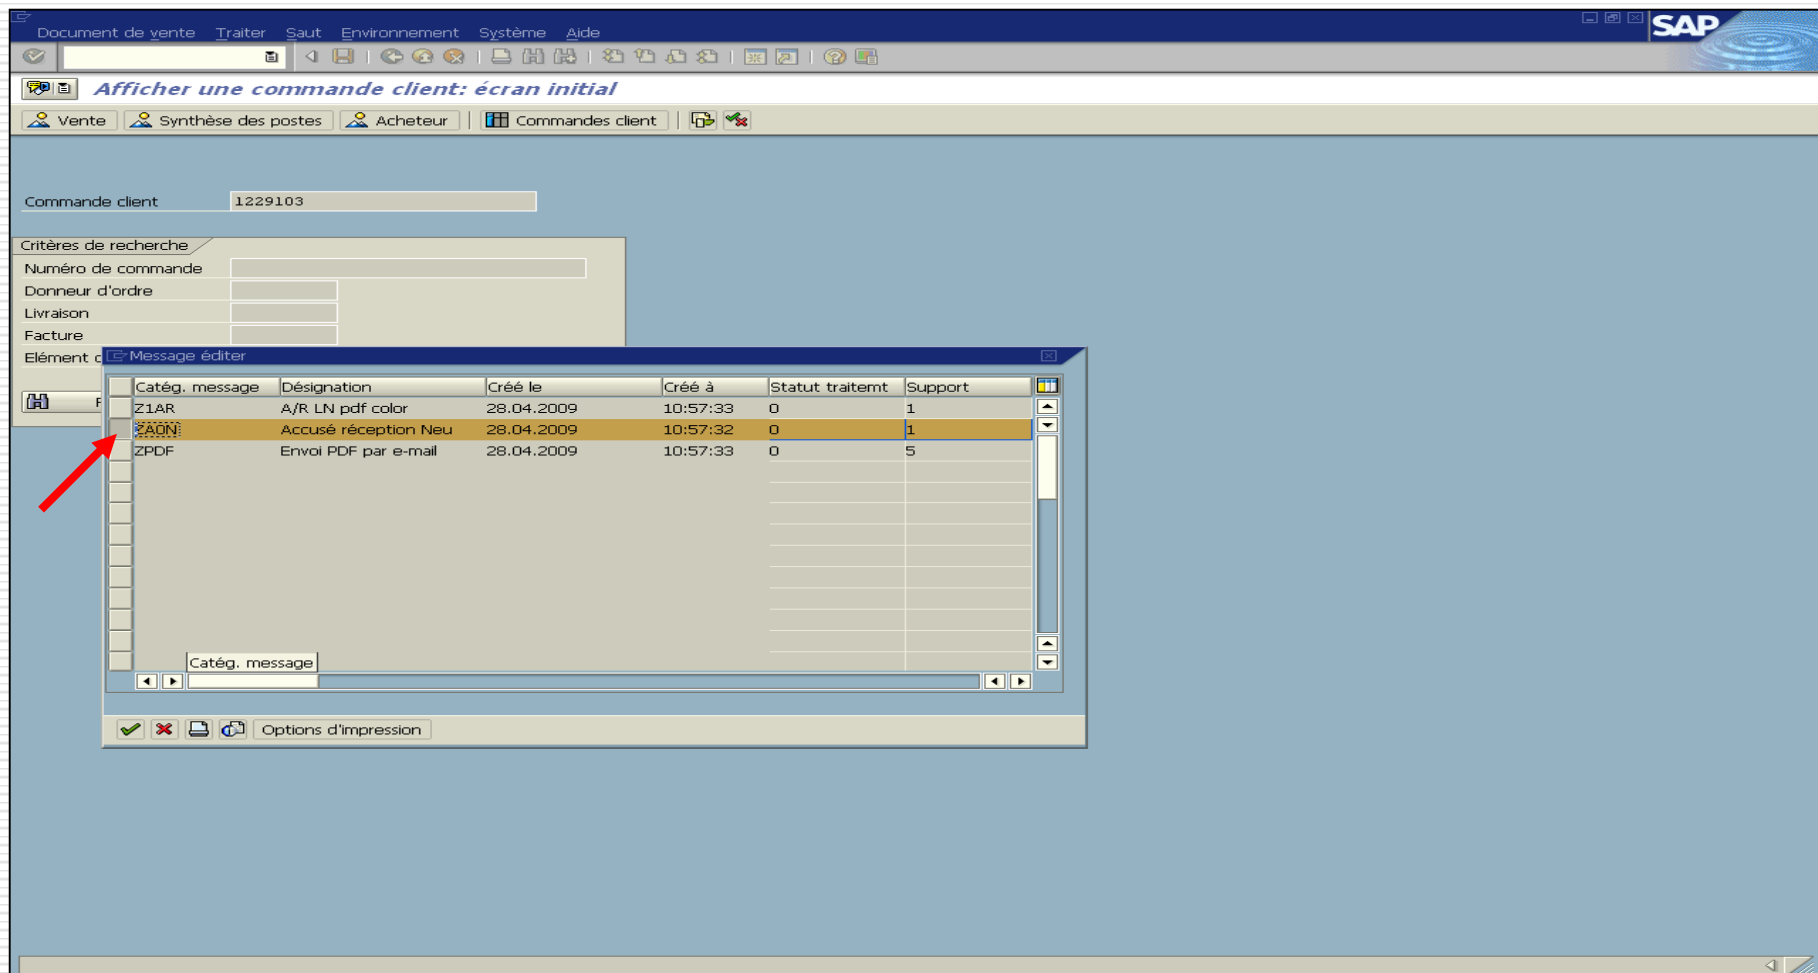 Document de vente Traiter Saut Environnement Système Aide
SAP
Afficher une commande client: écran initial
Vente Synthèse des postes Acheteur Commandes client
Commande client 1229103
Critères de recherche
Numéro de commande
Donneur d'ordre
Livraison
Facture
Elément
Message éditer
Catég. message Désignation Créé le Créé à Statut traitemt Support
Z1AR A/R LN pdf color 28.04.2009 10:57:33 0 1
ZA0N Accusé réception Neu 28.04.2009 10:57:32 0 1
ZPDF Envoi PDF par e-mail 28.04.2009 10:57:33 0 5
Catég. message
Options d'impression